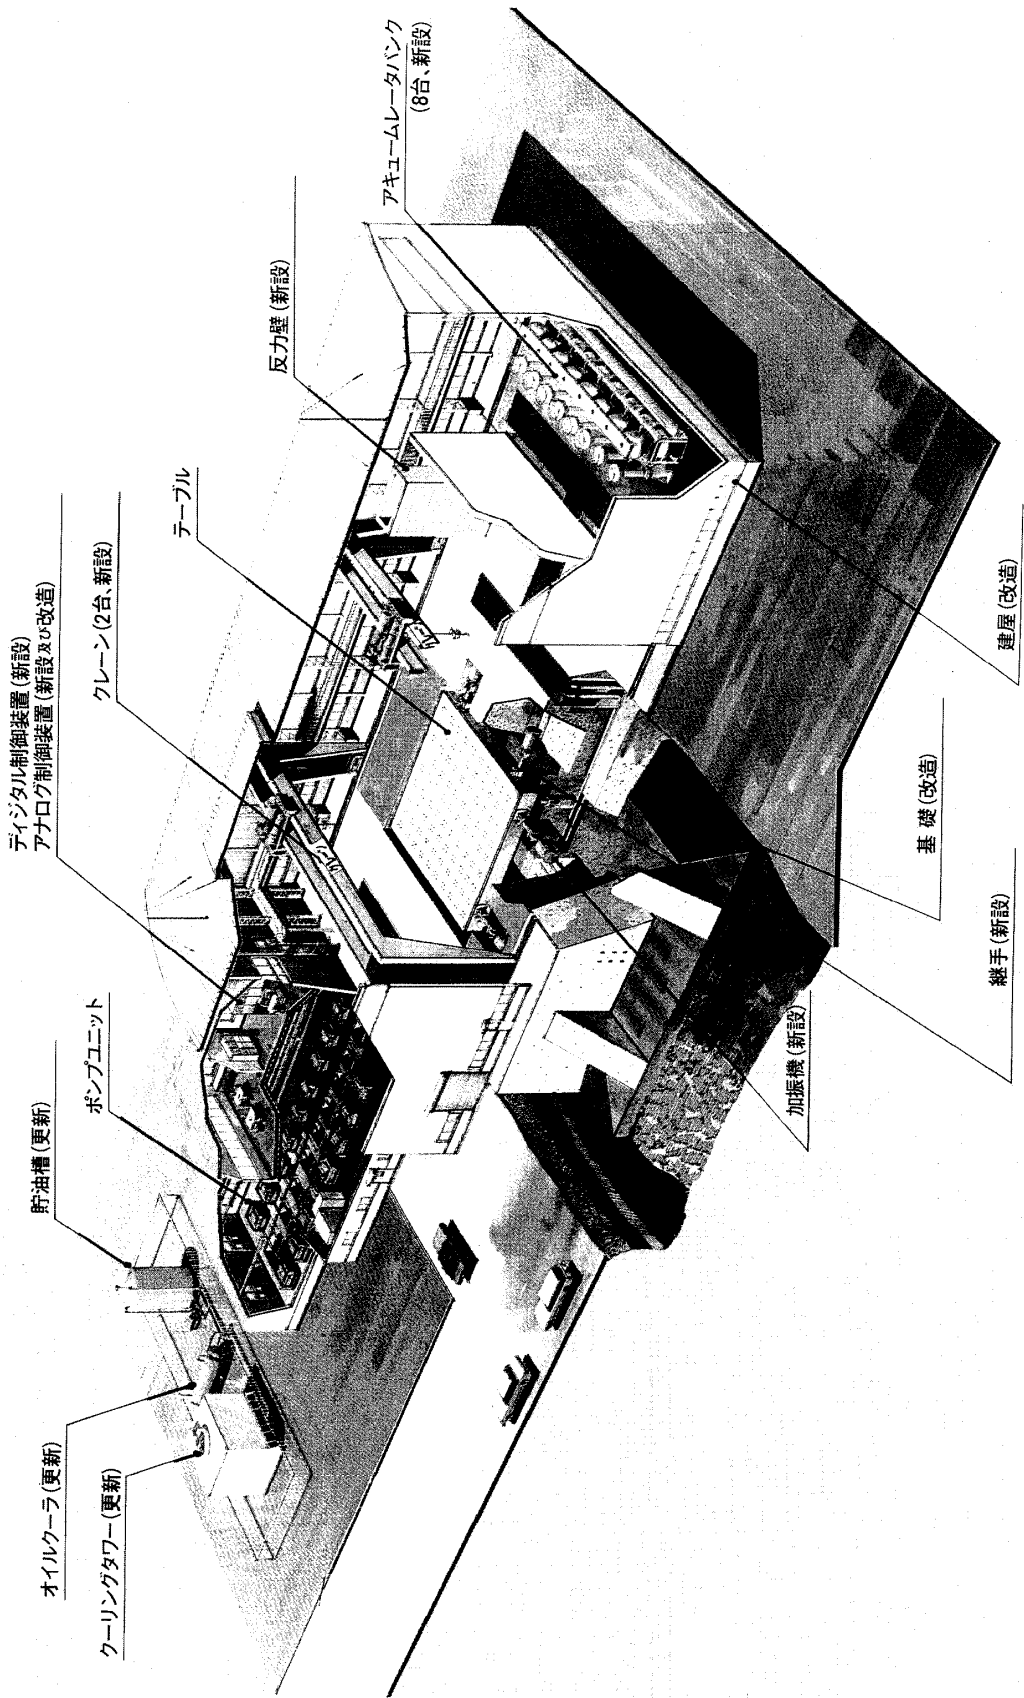 オイルクーラ(更新)
クーリングタワー(更新)
貯油槽(更新)
ポンプユニット
ディジタル制御装置(新設)
アナログ制御装置(新設及び改造)
クレーン(2台、新設)
テーブル
反力壁(新設)
アキュームレータバンク
(8台、新設)
加振機(新設)
継手(新設)
基礎(改造)
建屋(改造)